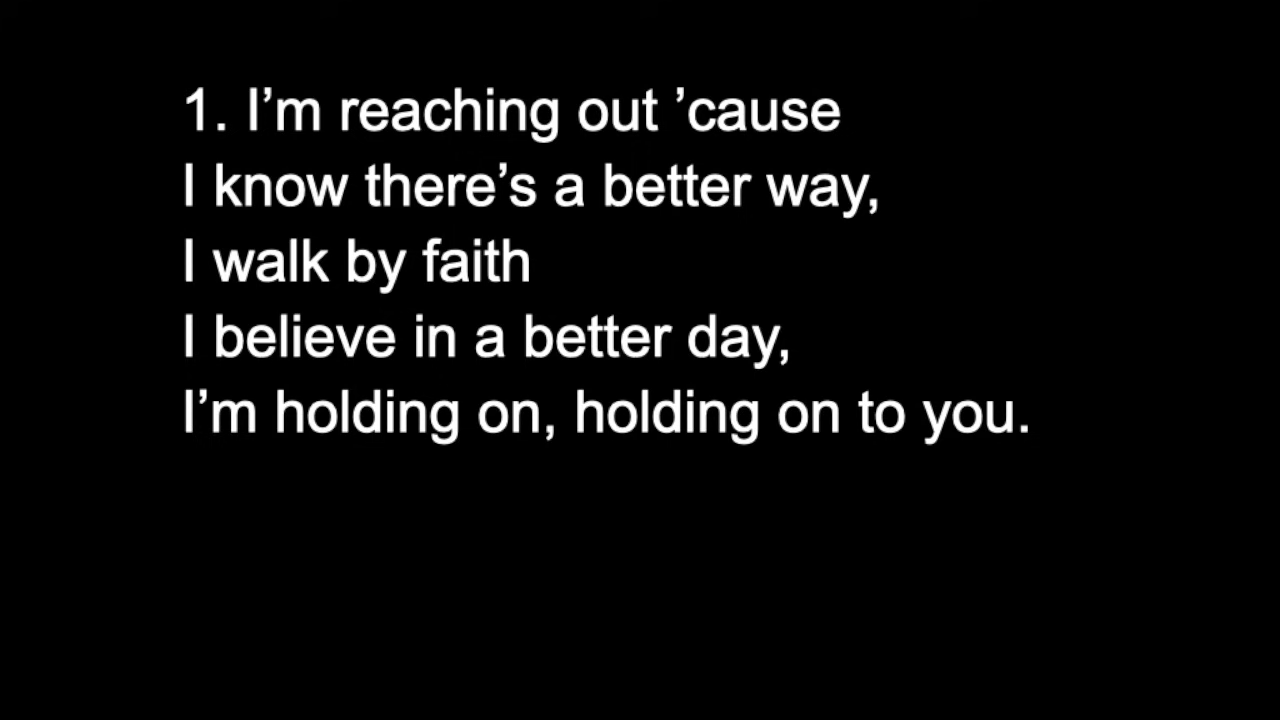 1. I’m reaching out ’cause
I know there’s a better way,
I walk by faith
I believe in a better day,
I’m holding on, holding on to you.